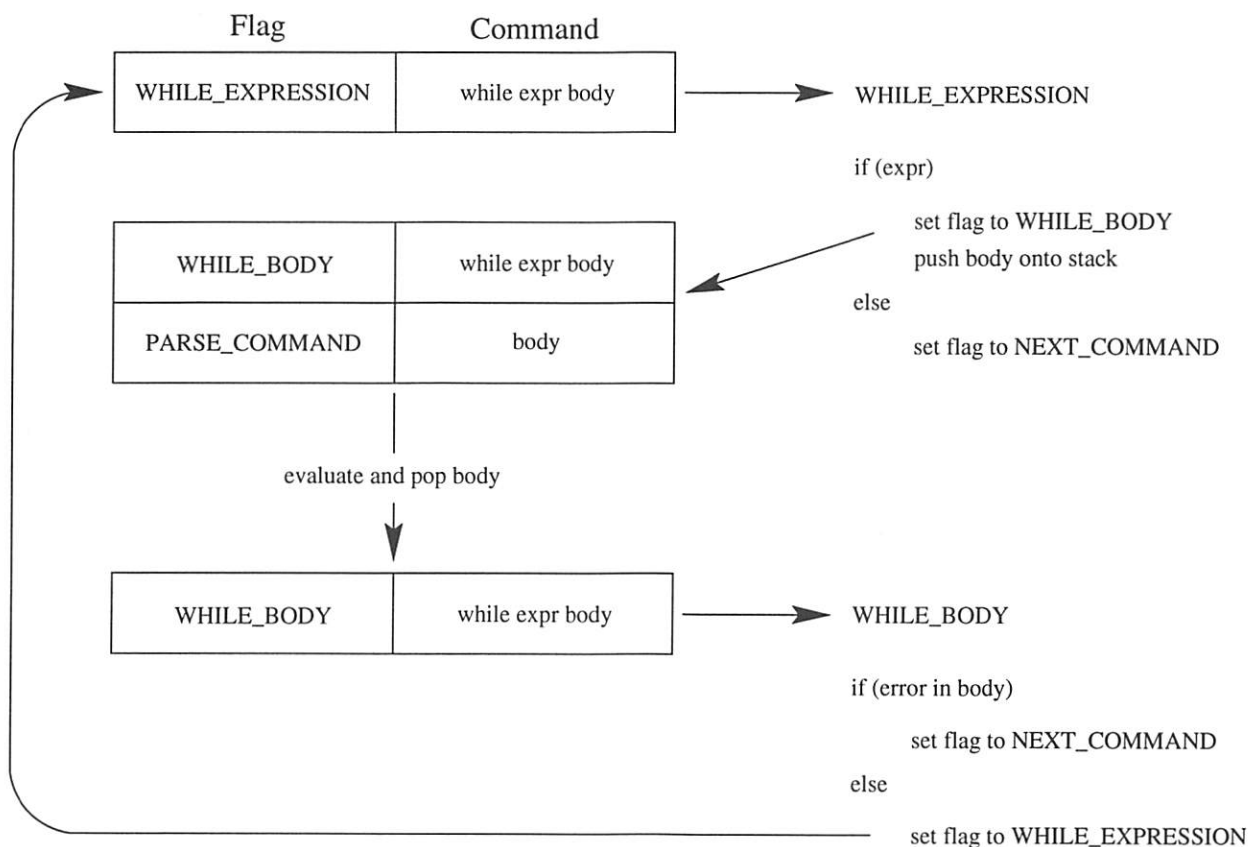 Flag Command
WHILE_EXPRESSION while expr body WHILE_EXPRESSION
if (expr)
set flag to WHILE_BODY
WHILE_BODY while expr body
push body onto stack
else
PARSE_COMMAND body
set flag to NEXT_COMMAND
evaluate and pop body
WHILE_BODY while expr body WHILE_BODY
if (error in body)
set flag to NEXT_COMMAND
else
set flag to WHILE_EXPRESSION